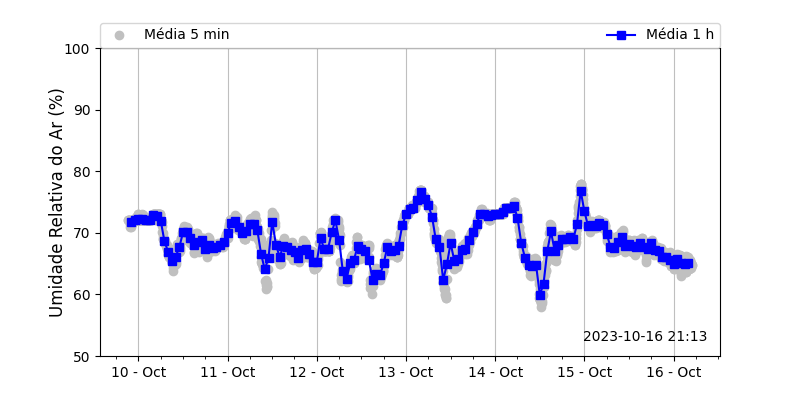 Média 5 min
Média 1 h
Umidade Relativa do Ar (%)
100
90
80
70
60
50
2023-10-16 21:13
10 - Oct
11 - Oct
12 - Oct
13 - Oct
14 - Oct
15 - Oct
16 - Oct